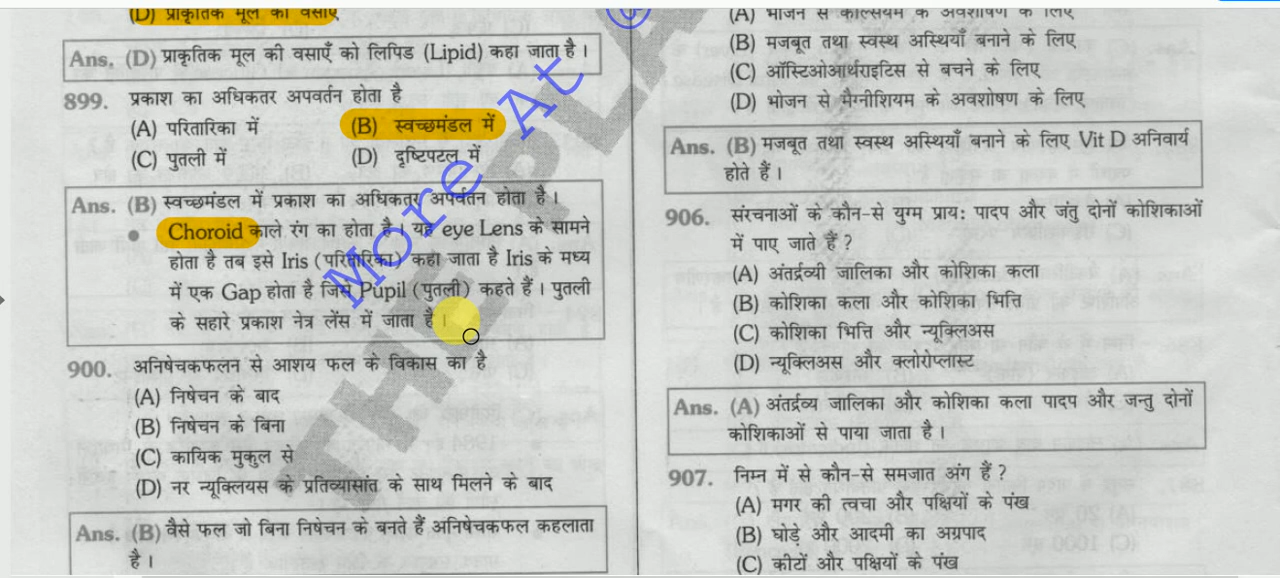 (D) प्राकृतिक मूल की वसाएँ
Ans. (D) प्राकृतिक मूल की वसाएँ को लिपिड (Lipid) कहा जाता है।
899. प्रकाश का अधिकतर अपवर्तन होता है
(A) परितारिका में (B) स्वच्छमंडल में
(C) पुतली में (D) दृष्टिपटल में
Ans. (B) स्वच्छमंडल में प्रकाश का अधिकतर अपवर्तन होता है।
● Choroid काले रंग का होता है। यह eye Lens के सामने
होता है तब इसे Iris (परितारिका) कहा जाता है Iris के मध्य
में एक Gap होता है जिसे Pupil (पुतली) कहते हैं। पुतली
के सहारे प्रकाश नेत्र लेंस में जाता है।
900. अनिषेचकफलन से आशय फल के विकास का है
(A) निषेचन के बाद
(B) निषेचन के बिना
(C) कायिक मुकुल से
(D) नर न्यूक्लियस के प्रतिव्यासांत के साथ मिलने के बाद
Ans. (B) वैसे फल जो बिना निषेचन के बनते हैं अनिषेचकफल कहलाता
है।
(A) भोजन से कैल्सियम के अवशोषण के लिए
(B) मजबूत तथा स्वस्थ अस्थियाँ बनाने के लिए
(C) ऑस्टिओआर्थराइटिस से बचने के लिए
(D) भोजन से मैग्नीशियम के अवशोषण के लिए
Ans. (B) मजबूत तथा स्वस्थ अस्थियाँ बनाने के लिए Vit D अनिवार्य
होते हैं।
906. संरचनाओं के कौन-से युग्म प्राय: पादप और जंतु दोनों कोशिकाओं
में पाए जाते हैं ?
(A) अंतर्द्रव्यी जालिका और कोशिका कला
(B) कोशिका कला और कोशिका भित्ति
(C) कोशिका भित्ति और न्यूक्लिअस
(D) न्यूक्लिअस और क्लोरोप्लास्ट
Ans. (A) अंतर्द्रव्य जालिका और कोशिका कला पादप और जन्तु दोनों
कोशिकाओं से पाया जाता है।
907. निम्न में से कौन-से समजात अंग हैं ?
(A) मगर की त्वचा और पक्षियों के पंख
(B) घोड़े और आदमी का अग्रपाद
(C) कीटों और पक्षियों के पंख
More At @
THE PLA